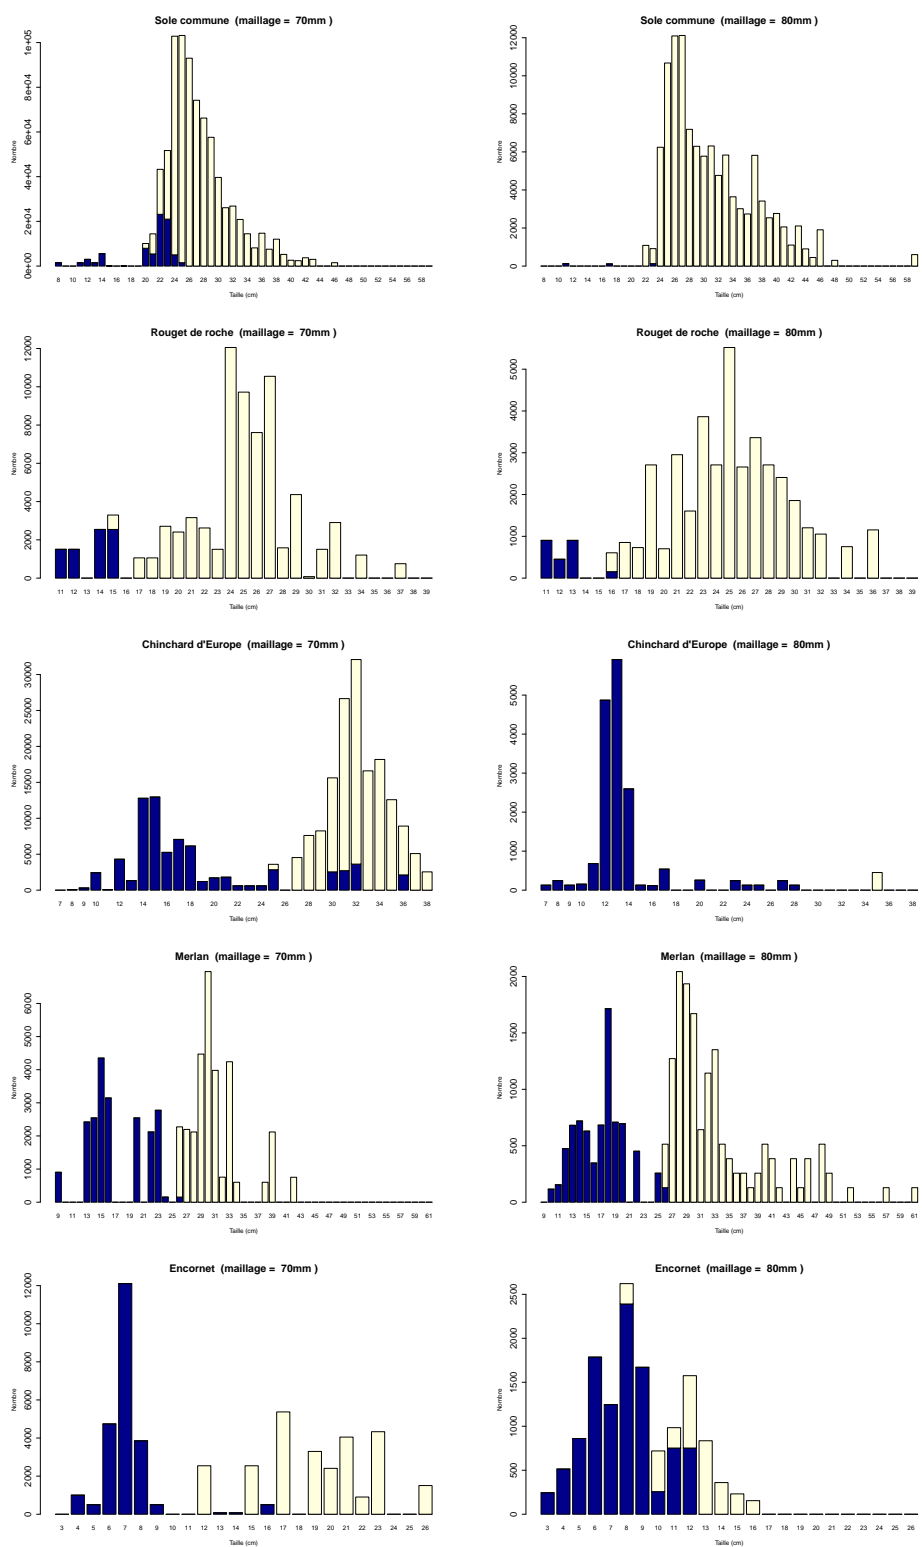 Sole commune (maillage = 70mm )
Nombre
0e+00 2e+04 4e+04 6e+04 8e+04 1e+05
8 10 12 14 16 18 20 22 24 26 28 30 32 34 36 38 40 42 44 46 48 50 52 54 56 58
Taille (cm)
Sole commune (maillage = 80mm )
Nombre
0 2000 4000 6000 8000 10000 12000
8 10 12 14 16 18 20 22 24 26 28 30 32 34 36 38 40 42 44 46 48 50 52 54 56 58
Taille (cm)
Rouget de roche (maillage = 70mm )
Nombre
0 2000 4000 6000 8000 10000 12000
11 12 13 14 15 16 17 18 19 20 21 22 23 24 25 26 27 28 29 30 31 32 33 34 35 36 37 38 39
Taille (cm)
Rouget de roche (maillage = 80mm )
Nombre
0 1000 2000 3000 4000 5000
11 12 13 14 15 16 17 18 19 20 21 22 23 24 25 26 27 28 29 30 31 32 33 34 35 36 37 38 39
Taille (cm)
Chinchard d'Europe (maillage = 70mm )
Nombre
0 5000 10000 15000 20000 25000 30000
7 8 9 10 12 14 16 18 20 22 24 26 28 30 32 34 36 38
Taille (cm)
Chinchard d'Europe (maillage = 80mm )
Nombre
0 1000 2000 3000 4000 5000
7 8 9 10 12 14 16 18 20 22 24 26 28 30 32 34 36 38
Taille (cm)
Merlan (maillage = 70mm )
Nombre
0 1000 2000 3000 4000 5000 6000
9 11 13 15 17 19 21 23 25 27 29 31 33 35 37 39 41 43 45 47 49 51 53 55 57 59 61
Taille (cm)
Merlan (maillage = 80mm )
Nombre
0 500 1000 1500 2000
9 11 13 15 17 19 21 23 25 27 29 31 33 35 37 39 41 43 45 47 49 51 53 55 57 59 61
Taille (cm)
Encornet (maillage = 70mm )
Nombre
0 2000 4000 6000 8000 10000 12000
3 4 5 6 7 8 9 10 11 12 13 14 15 16 17 18 19 20 21 22 23 24 25 26
Taille (cm)
Encornet (maillage = 80mm )
Nombre
0 500 1000 1500 2000 2500
3 4 5 6 7 8 9 10 11 12 13 14 15 16 17 18 19 20 21 22 23 24 25 26
Taille (cm)